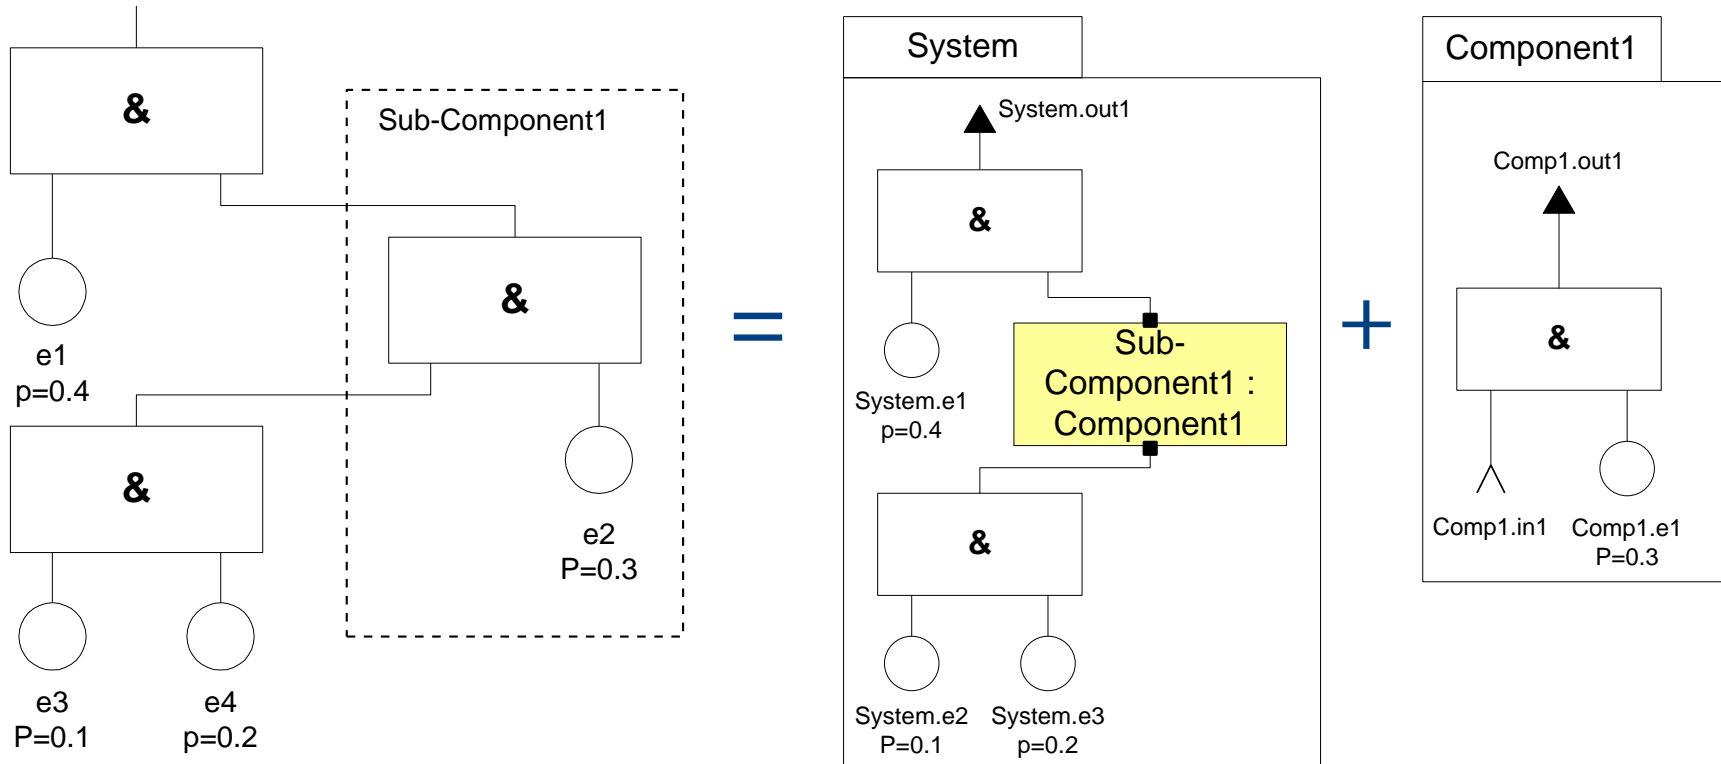 &
Sub-Component1
&
e1
p=0.4
&
e2
P=0.3
e3
P=0.1
e4
p=0.2
=
System
System.out1
&
System.e1
p=0.4
Sub-
Component1 :
Component1
&
System.e2
P=0.1
System.e3
p=0.2
+
Component1
Comp1.out1
&
Comp1.in1
Comp1.e1
P=0.3